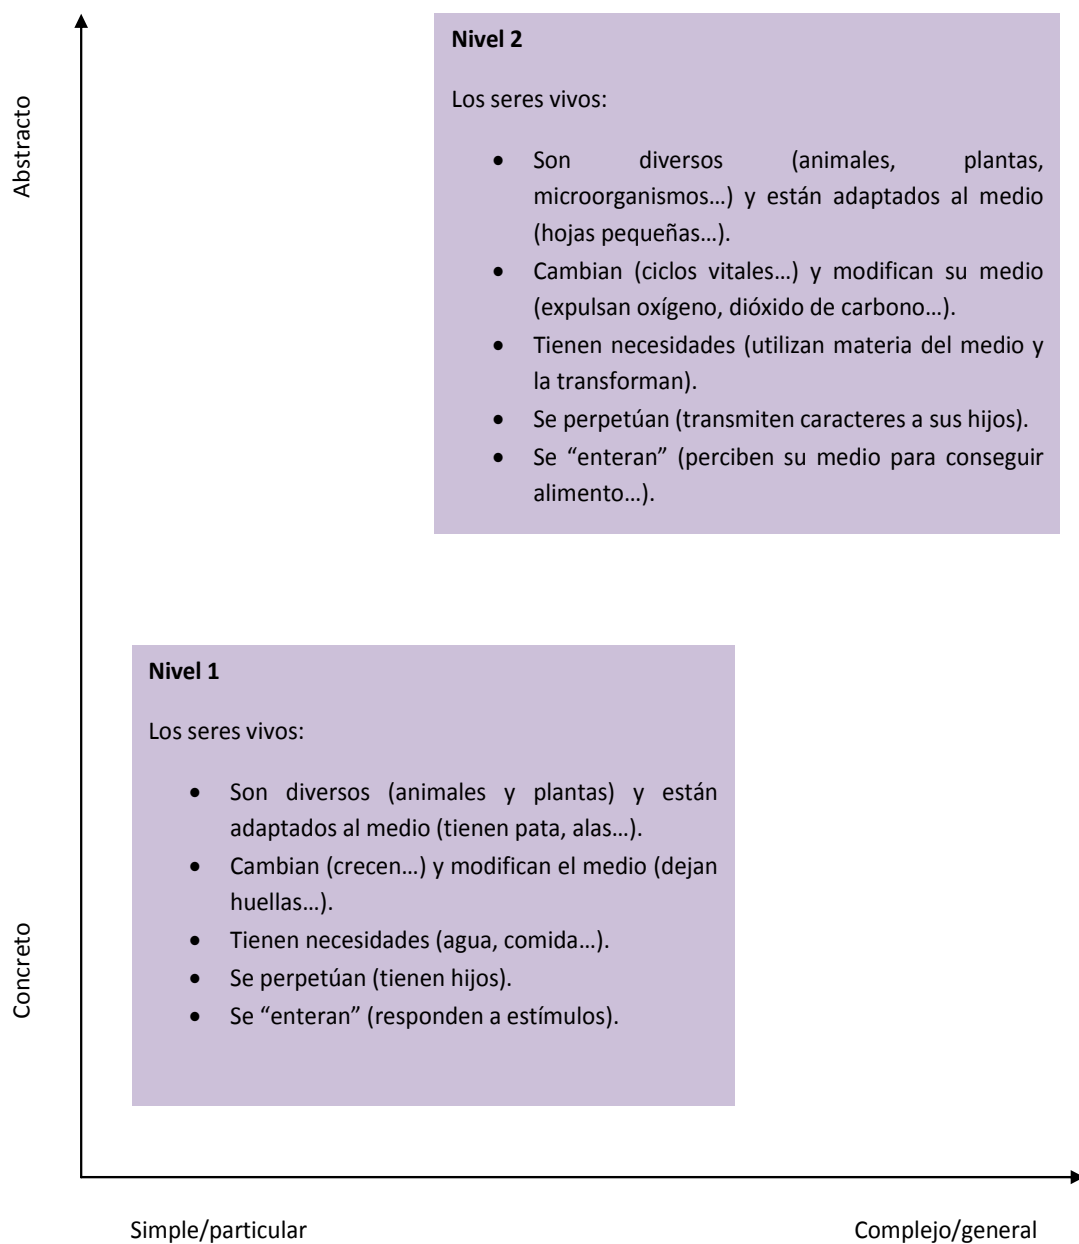 Abstracto
Nivel 2
Los seres vivos:
• Son diversos (animales, plantas,
microorganismos…) y están adaptados al medio
(hojas pequeñas…).
• Cambian (ciclos vitales…) y modifican su medio
(expulsan oxígeno, dióxido de carbono…).
• Tienen necesidades (utilizan materia del medio y
la transforman).
• Se perpetúan (transmiten caracteres a sus hijos).
• Se “enteran” (perciben su medio para conseguir
alimento…).
Concreto
Nivel 1
Los seres vivos:
• Son diversos (animales y plantas) y están
adaptados al medio (tienen pata, alas…).
• Cambian (crecen…) y modifican el medio (dejan
huellas…).
• Tienen necesidades (agua, comida…).
• Se perpetúan (tienen hijos).
• Se “enteran” (responden a estímulos).
Simple/particular
Complejo/general